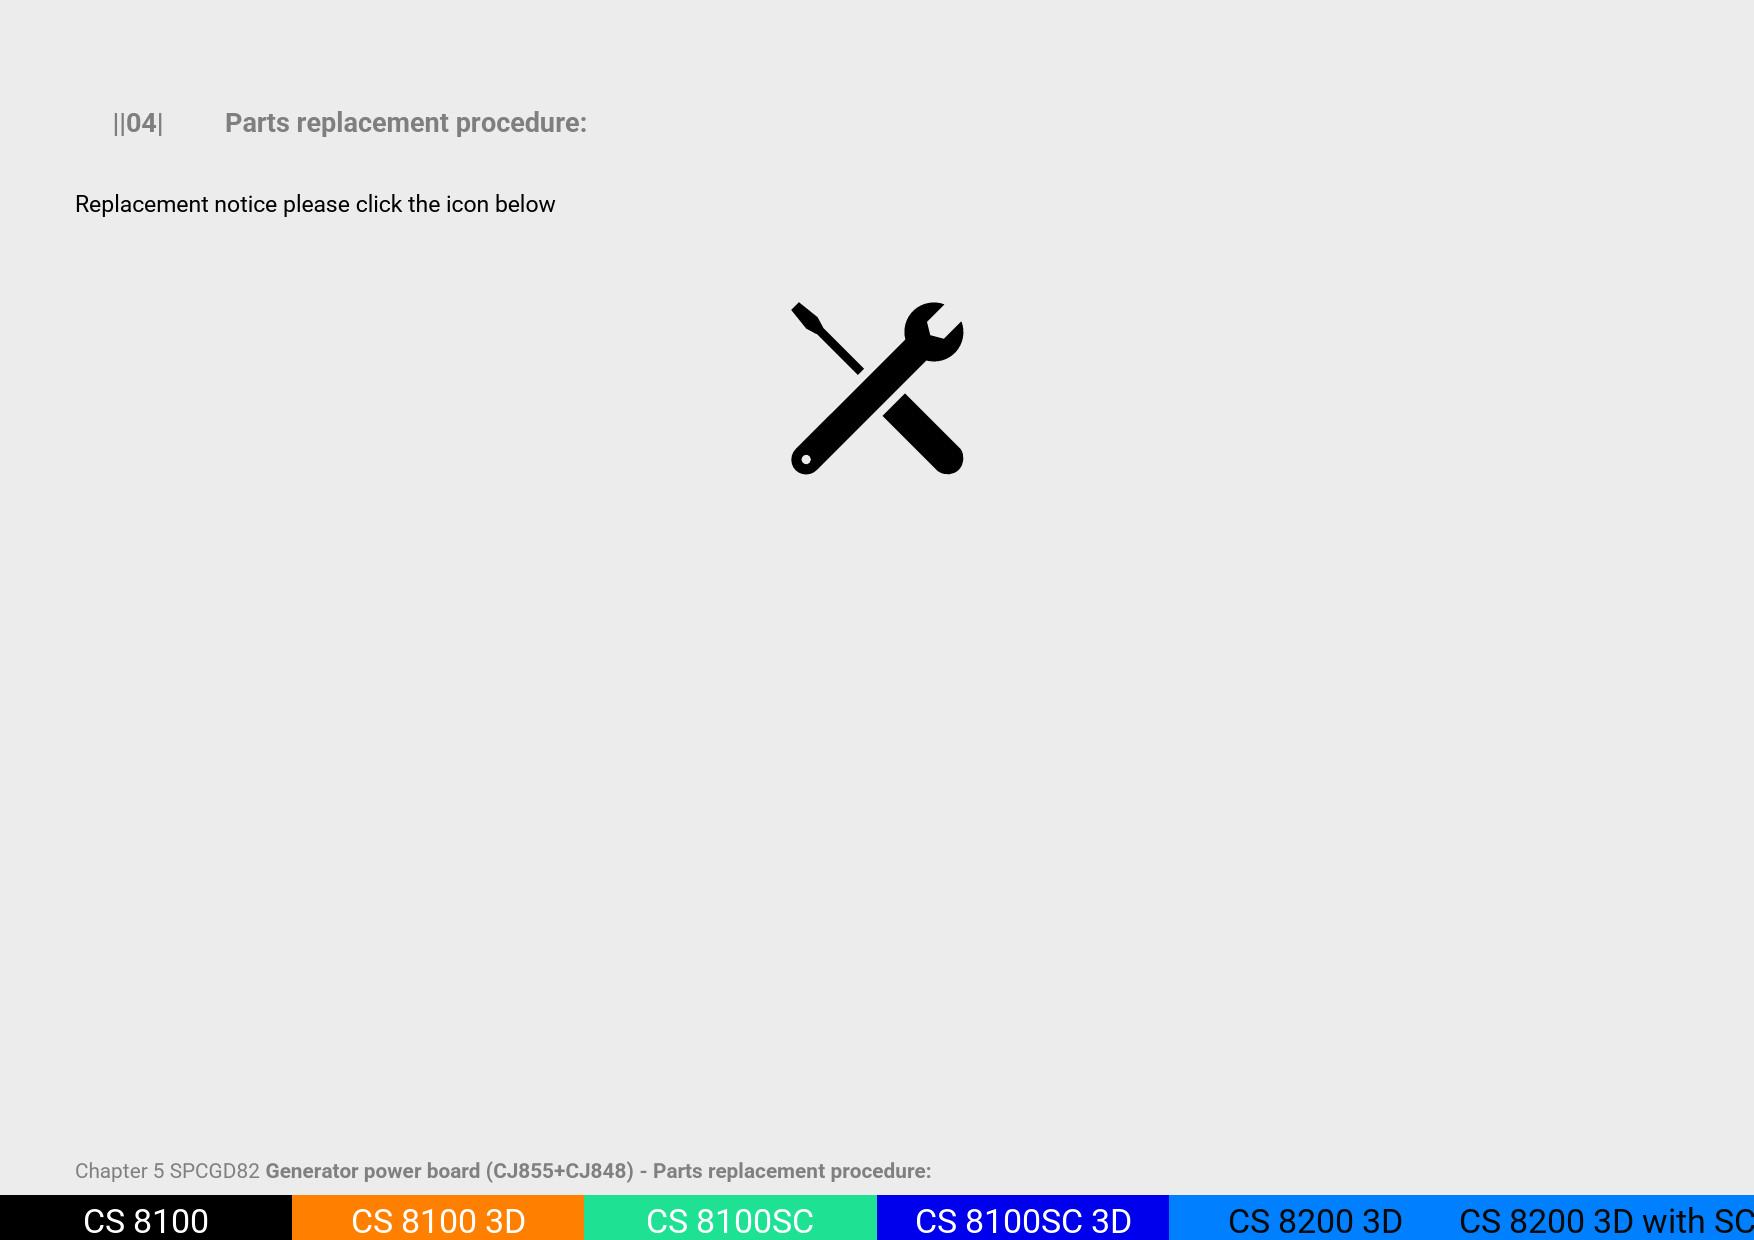 ||04| Parts replacement procedure:
Replacement notice please click the icon below
Chapter 5 SPCGD82 Generator power board (CJ855+CJ848) - Parts replacement procedure:
CS 8100 CS 8100 3D CS 8100SC CS 8100SC 3D CS 8200 3D CS 8200 3D with SC